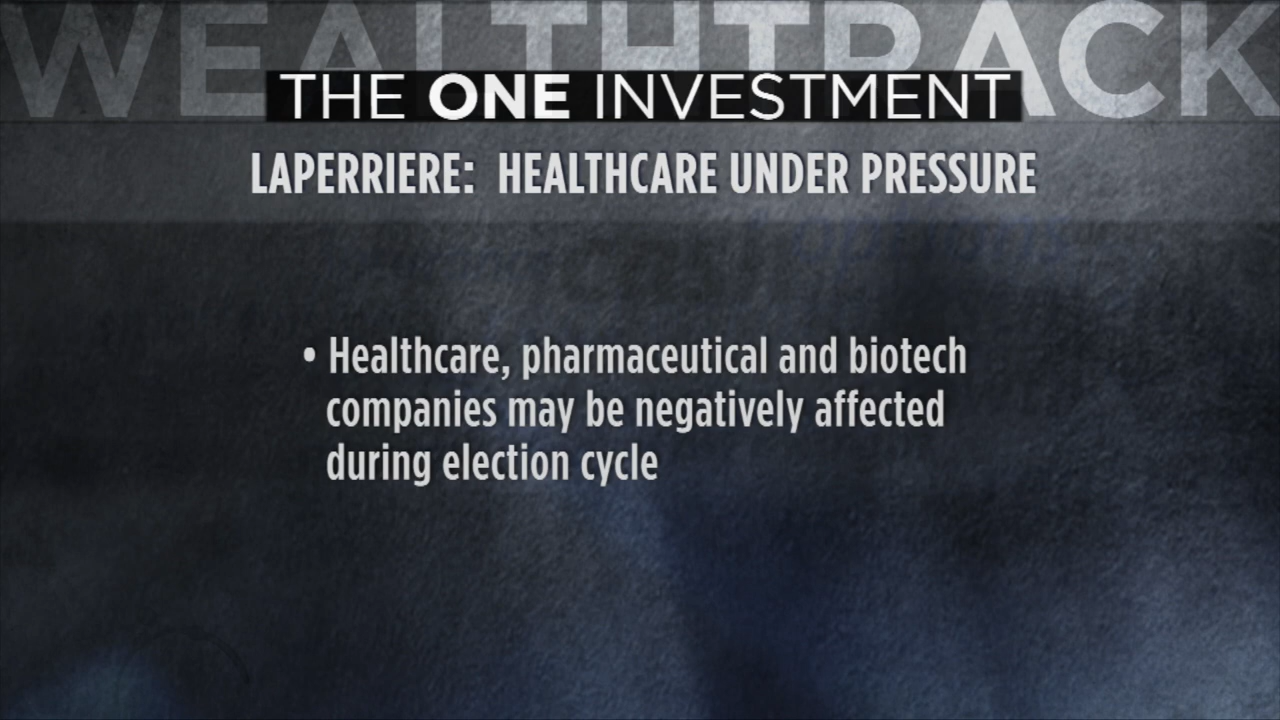 WEALTHTRACK
THE ONE INVESTMENT
LAPERRIERE: HEALTHCARE UNDER PRESSURE
• Healthcare, pharmaceutical and biotech
companies may be negatively affected
during election cycle